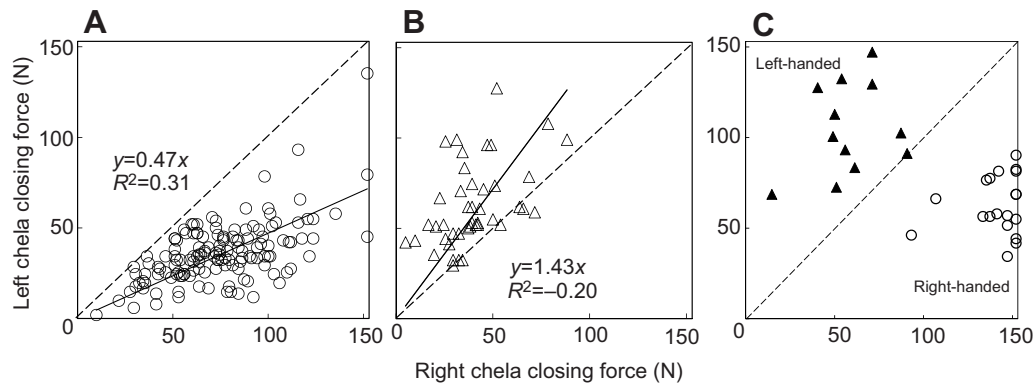 A
B
C
Left chela closing force (N)
150
100
50
0
y=0.47x
R²=0.31
50
100
150
y=1.43x
R²=–0.20
0
50
100
150
150
100
50
0
Left-handed
Right-handed
50
100
150
Right chela closing force (N)